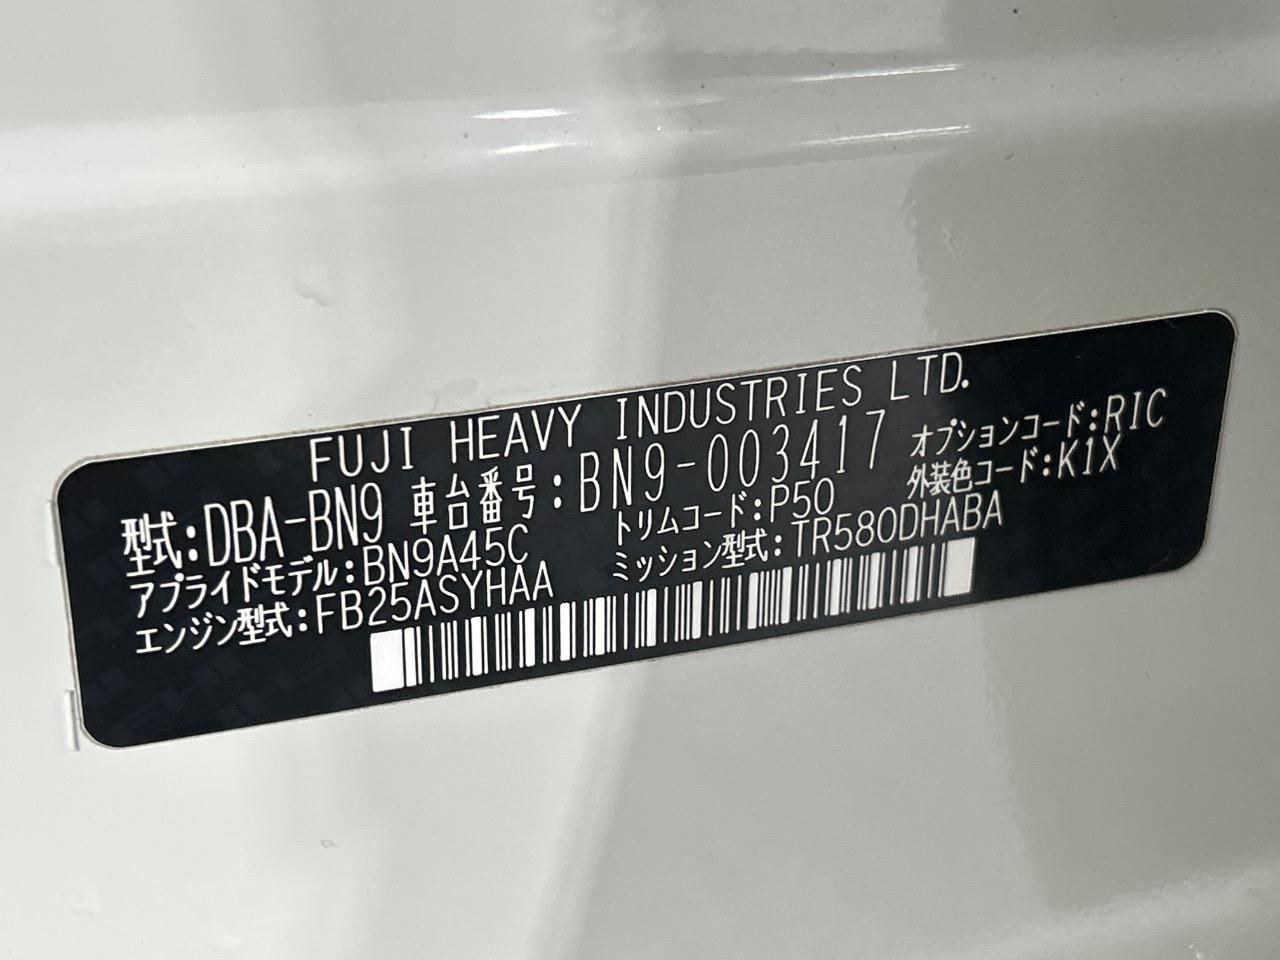 FUJI HEAVY INDUSTRIES LTD.
型式:DBA-BN9 車台番号:BN9-003417 オプションコード:RIC
アプライドモデル:BN9A45C トリムコード:P50 外装色コード:K1X
エンジン型式:FB25ASYHAA ミッション型式:TR580DHABA